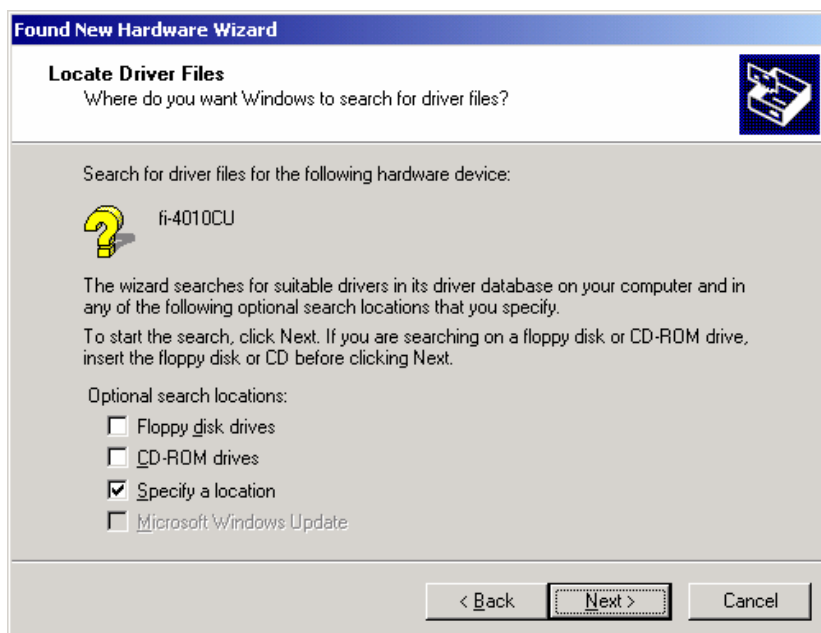 Found New Hardware Wizard
Locate Driver Files
Where do you want Windows to search for driver files?
Search for driver files for the following hardware device:
fi-4010CU
The wizard searches for suitable drivers in its driver database on your computer and in
any of the following optional search locations that you specify.
To start the search, click Next. If you are searching on a floppy disk or CD-ROM drive,
insert the floppy disk or CD before clicking Next.
Optional search locations:
Floppy disk drives
CD-ROM drives
Specify a location
Microsoft Windows Update
< Back Next > Cancel